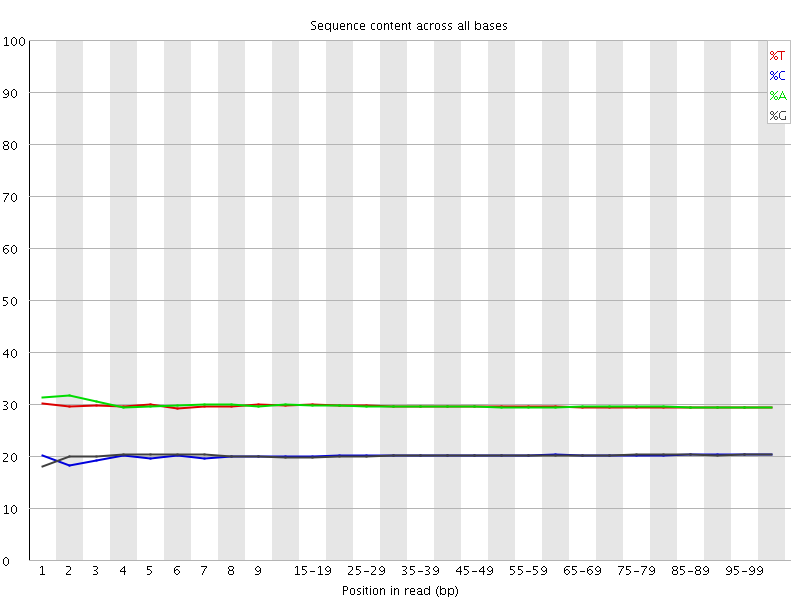 Sequence content across all bases
100
90
80
70
60
50
40
30
20
10
0
%T
%C
%A
%G
1 2 3 4 5 6 7 8 9 15-19 25-29 35-39 45-49 55-59 65-69 75-79 85-89 95-99
Position in read (bp)